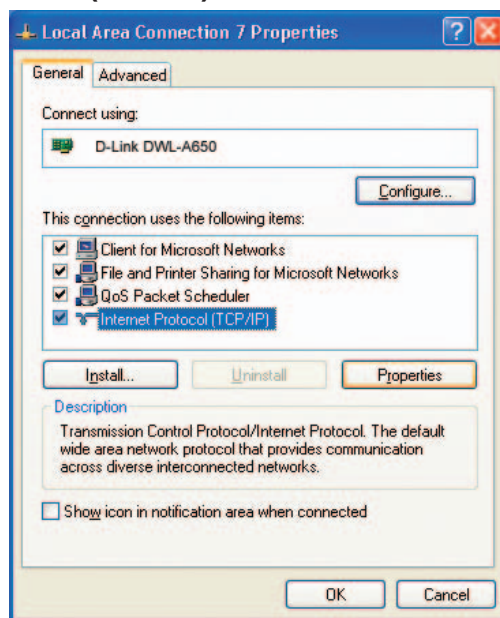 Local Area Connection 7 Properties
General Advanced
Connect using:
D-Link DWL-A650
Configure...
This connection uses the following items:
Client for Microsoft Networks
File and Printer Sharing for Microsoft Networks
QoS Packet Scheduler
Internet Protocol (TCP/IP)
Install... Uninstall Properties
Description
Transmission Control Protocol/Internet Protocol. The default
wide area network protocol that provides communication
across diverse interconnected networks.
Show icon in notification area when connected
OK Cancel